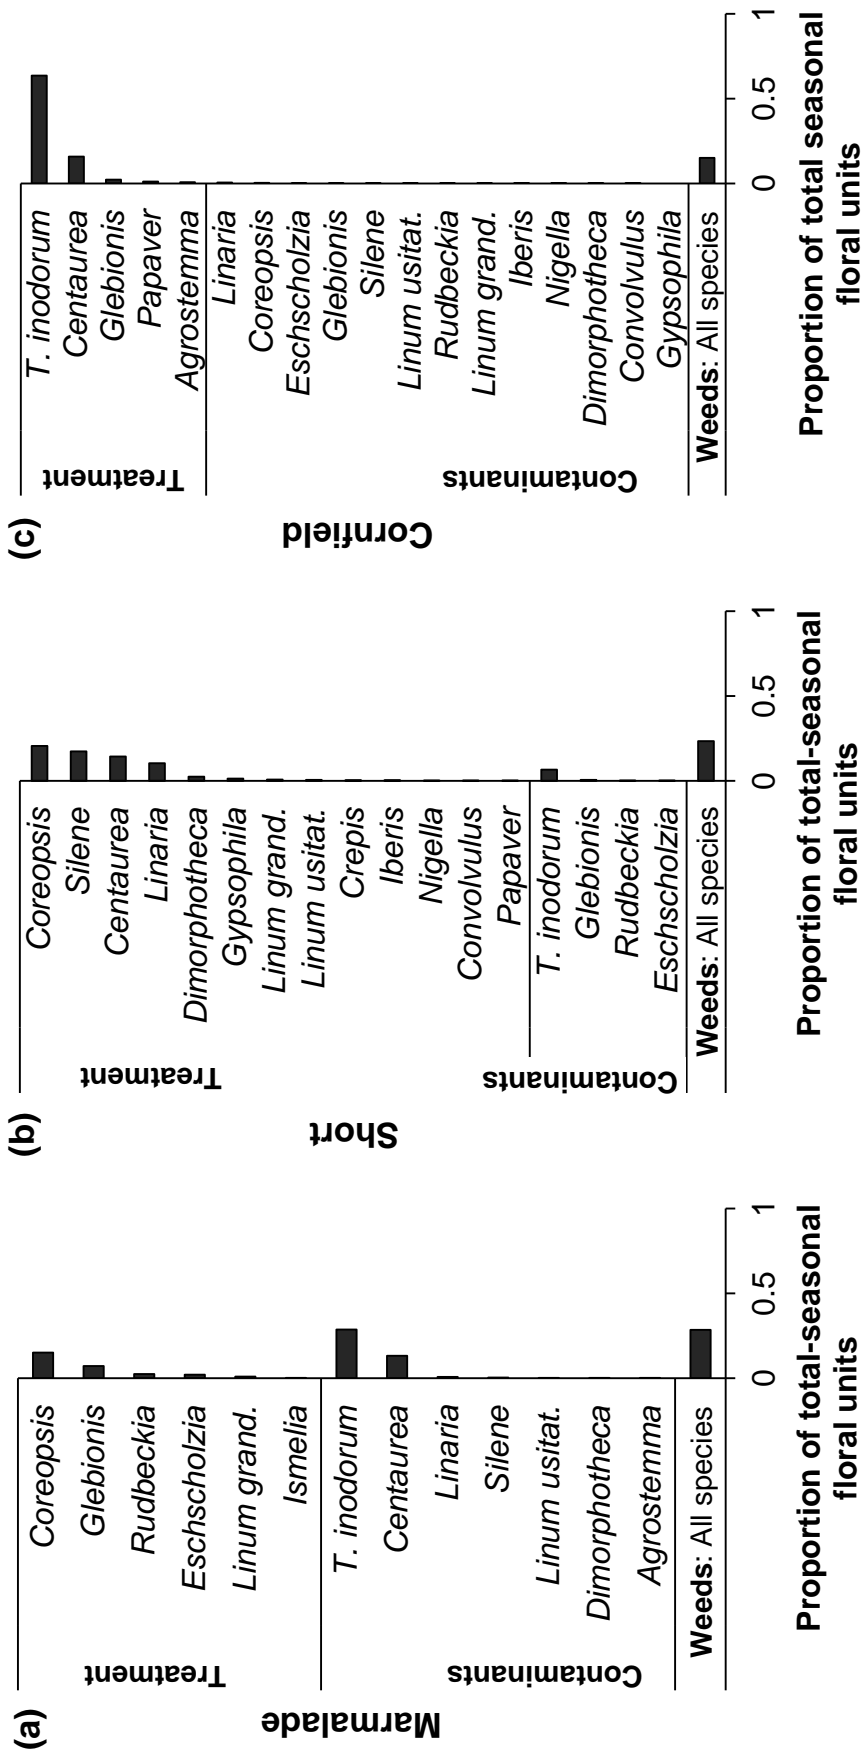 (a)
Marmalade
Treatment
Coreopsis
Glebionis
Rudbeckia
Eschscholzia
Linum grand.
Ismelia
Contaminants
T. inodorum
Centaurea
Linaria
Silene
Linum usitat.
Dimorphotheca
Agrostemma
Weeds: All species
0 0.5 1
Proportion of total-seasonal
floral units
(b)
Short
Treatment
Coreopsis
Silene
Centaurea
Linaria
Dimorphotheca
Gypsophila
Linum grand.
Linum usitat.
Crepis
Iberis
Nigella
Convolvulus
Papaver
Contaminants
T. inodorum
Glebionis
Rudbeckia
Eschscholzia
Weeds: All species
0 0.5 1
Proportion of total-seasonal
floral units
(c)
Cornfield
Treatment
T. inodorum
Centaurea
Glebionis
Papaver
Agrostemma
Contaminants
Linaria
Coreopsis
Eschscholzia
Glebionis
Silene
Linum usitat.
Rudbeckia
Linum grand.
Iberis
Nigella
Dimorphotheca
Convolvulus
Gypsophila
Weeds: All species
0 0.5 1
Proportion of total seasonal
floral units